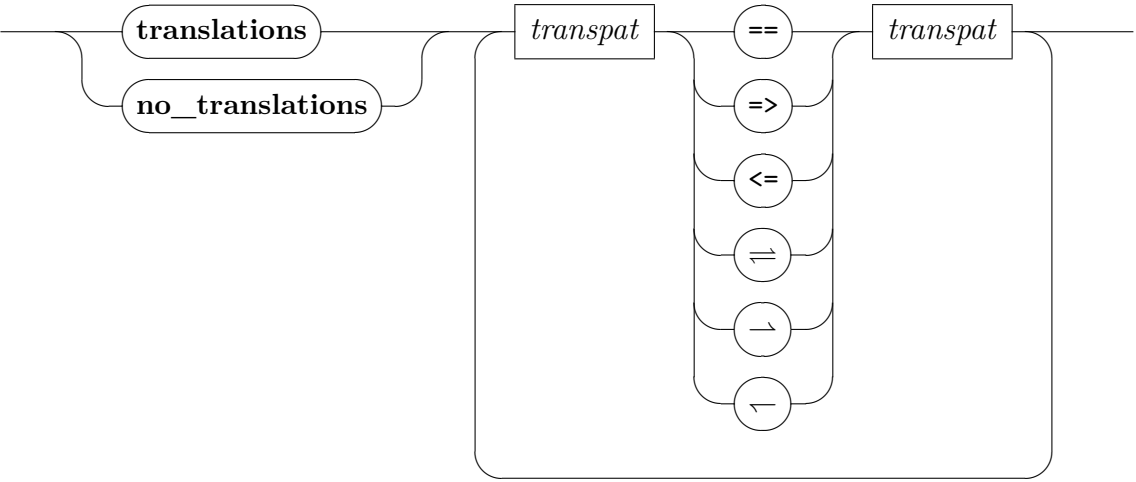 translations transpat == transpat
no_translations =>
<=
⇌
⇀
↽